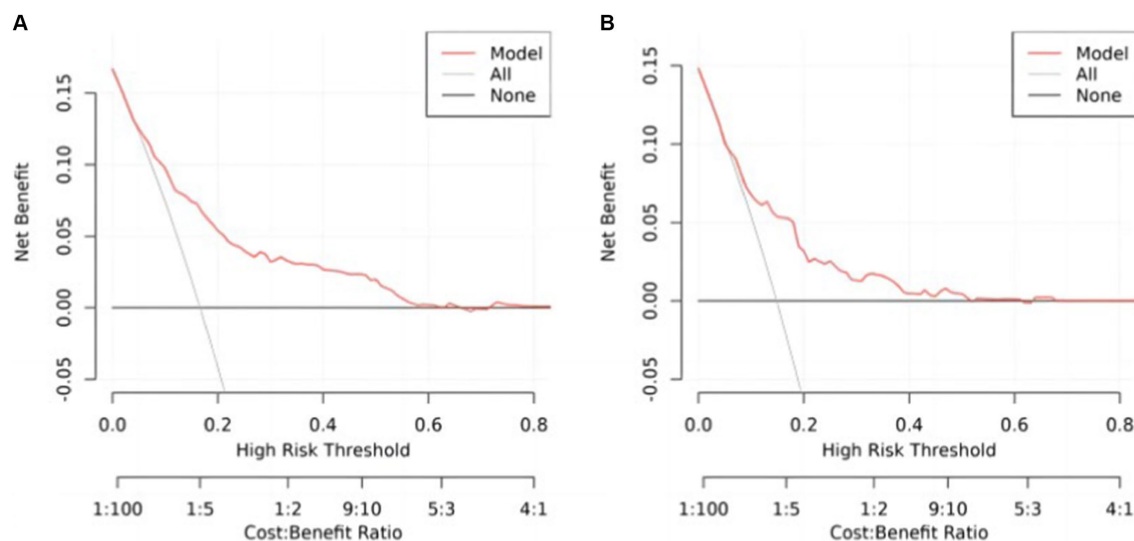 A
Model
All
None
Net Benefit
0.15
0.10
0.05
0.00
-0.05
0.0 0.2 0.4 0.6 0.8
High Risk Threshold
1:100 1:5 1:2 9:10 5:3 4:1
Cost:Benefit Ratio
B
Model
All
None
Net Benefit
0.15
0.10
0.05
0.00
-0.05
0.0 0.2 0.4 0.6 0.8
High Risk Threshold
1:100 1:5 1:2 9:10 5:3 4:1
Cost:Benefit Ratio